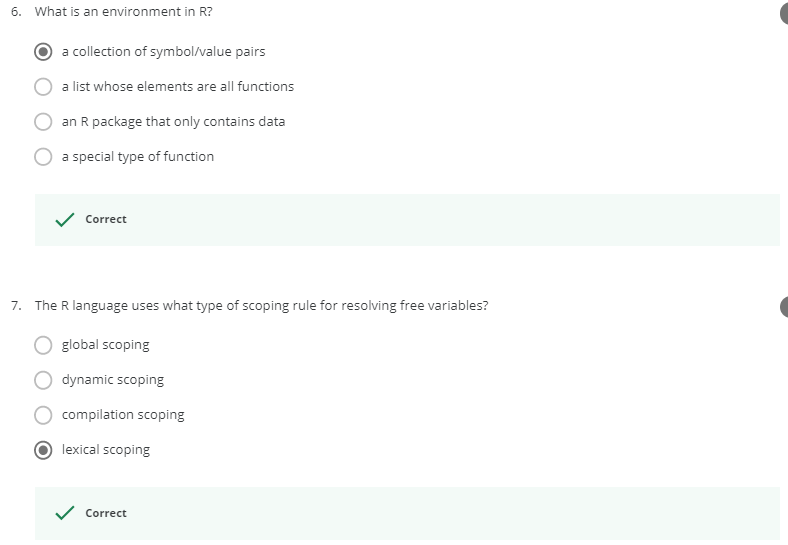 6. What is an environment in R?
a collection of symbol/value pairs
a list whose elements are all functions
an R package that only contains data
a special type of function
Correct
7. The R language uses what type of scoping rule for resolving free variables?
global scoping
dynamic scoping
compilation scoping
lexical scoping
Correct